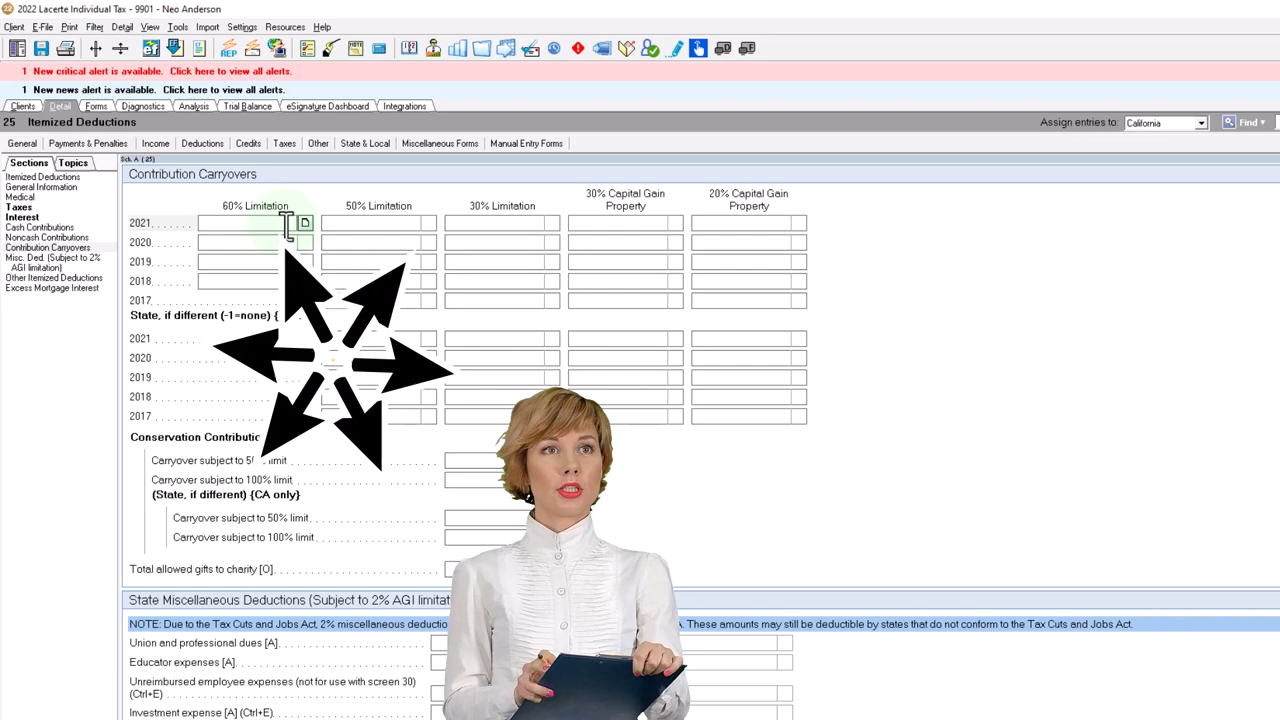 2022 Lacerte Individual Tax - 9901 - Neo Anderson
Client E-File Print Filter Detail View Tools Import Settings Resources Help
1 New critical alert is available. Click here to view all alerts.
1 New news alert is available. Click here to view all alerts.
Clients Detail Forms Diagnostics Analysis Trial Balance eSignature Dashboard Integrations
25 Itemized Deductions Assign entries to: California Find
General Payments & Penalties Income Deductions Credits Taxes Other State & Local Miscellaneous Forms Manual Entry Forms
Sections Topics
Itemized Deductions
General Information
Medical
Taxes
Interest
Cash Contributions
Noncash Contributions
Contribution Carryovers
Misc. Ded. (Subject to 2%
AGI limitation)
Other Itemized Deductions
Excess Mortgage Interest
Sch. A (25)
Contribution Carryovers
60% Limitation 50% Limitation 30% Limitation 30% Capital Gain Property 20% Capital Gain Property
2021
2020
2019
2018
2017
State, if different (-1=none) {
2021
2020
2019
2018
2017
Conservation
Carryover subject to limit
Carryover subject to 100% limit
(State, if different) {CA only}
Carryover subject to 50% limit
Carryover subject to 100% limit
Total allowed gifts to charity [O]
State Miscellaneous Deductions (Subject to 2% AGI
NOTE: Due to the Tax Cuts and Jobs Act, 2% miscellaneous These amounts may still be deductible by states that do not conform to the Tax Cuts and Jobs Act.
Union and professional dues [A]
Educator expenses [A]
Unreimbursed employee expenses (not for use with screen 30)
(Ctrl+E)
Investment expense [A] (Ctrl+E)